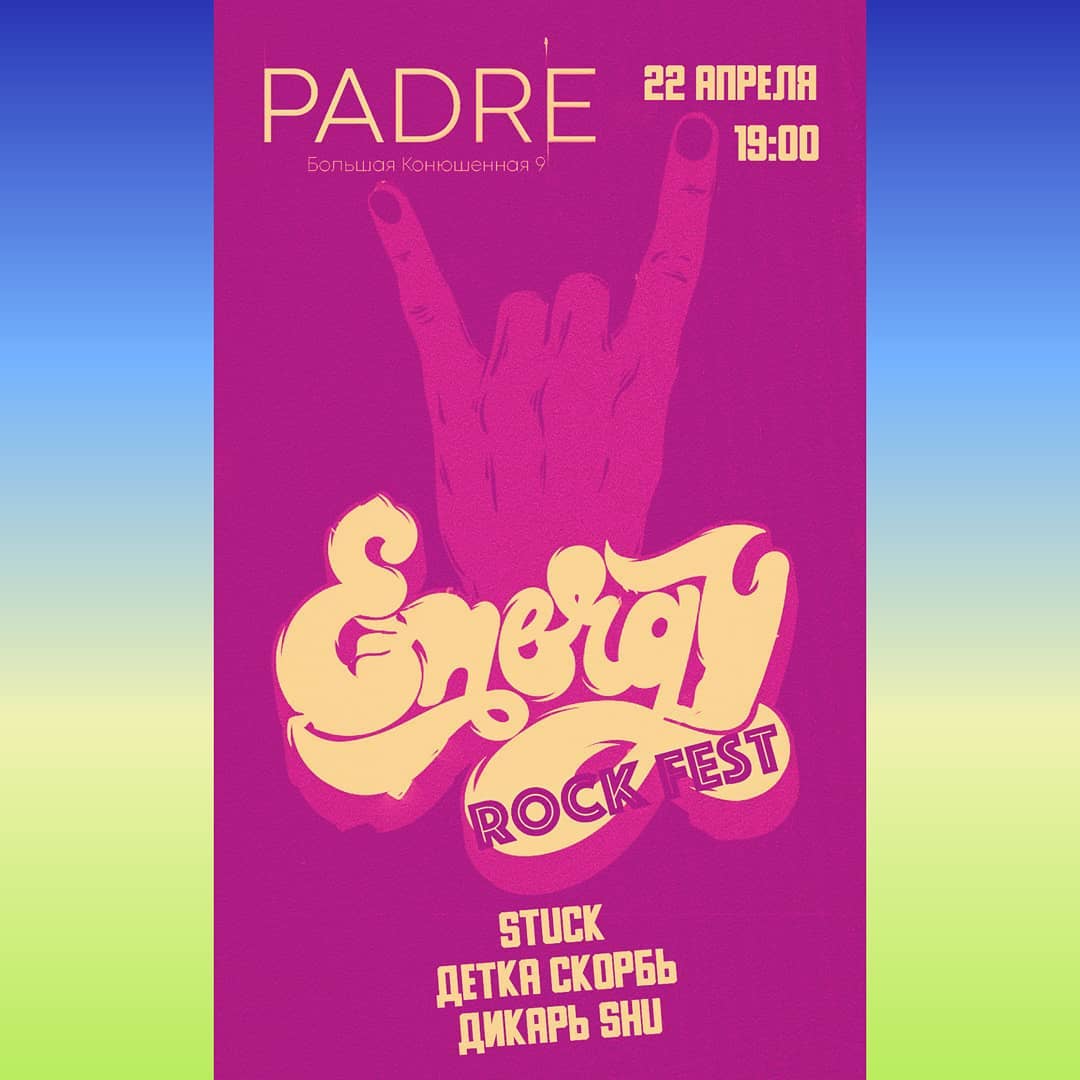 PADRE
Большая Конюшенная 9
22 АПРЕЛЯ
19:00
Energy
ROCK FEST
STUCK
ДЕТКА СКОРБЬ
ДИКАРЬ SHU